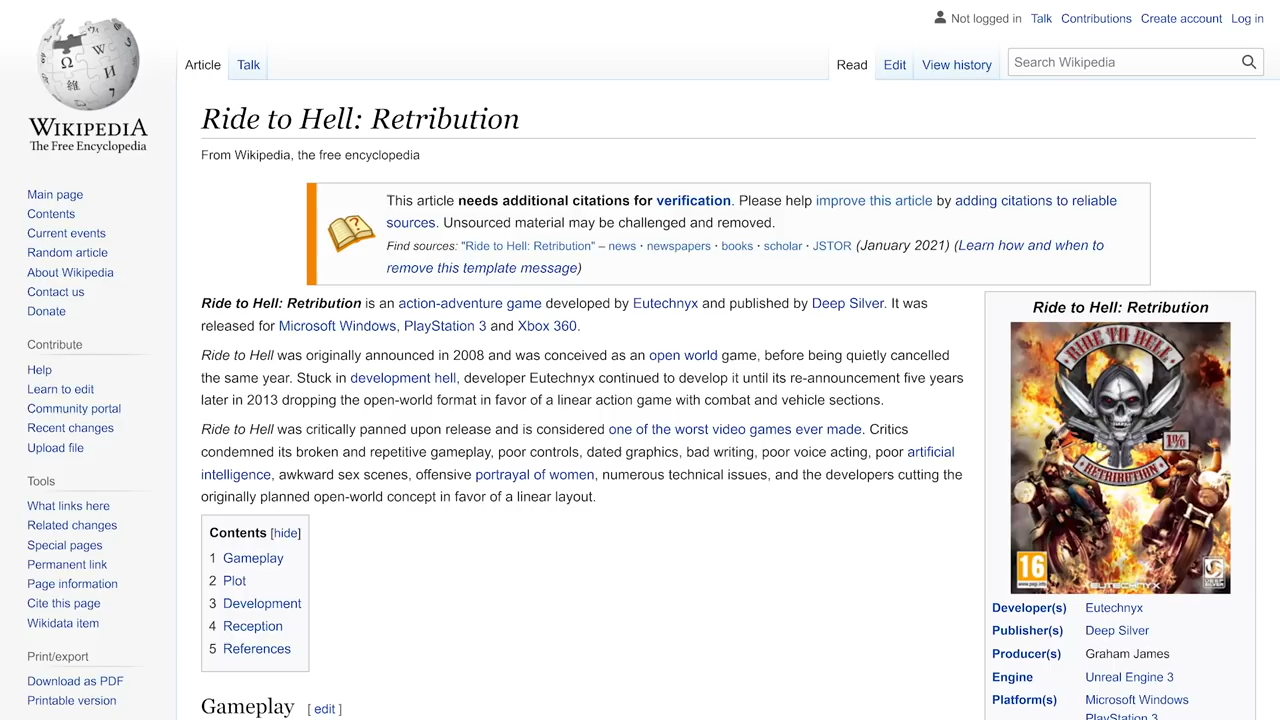 Not logged in Talk Contributions Create account Log in
Article Talk Read Edit View history Search Wikipedia
WIKIPEDIA
The Free Encyclopedia
Main page
Contents
Current events
Random article
About Wikipedia
Contact us
Donate
Contribute
Help
Learn to edit
Community portal
Recent changes
Upload file
Tools
What links here
Related changes
Special pages
Permanent link
Page information
Cite this page
Wikidata item
Print/export
Download as PDF
Printable version
Ride to Hell: Retribution
From Wikipedia, the free encyclopedia
This article needs additional citations for verification. Please help improve this article by adding citations to reliable
sources. Unsourced material may be challenged and removed.
Find sources: "Ride to Hell: Retribution" – news · newspapers · books · scholar · JSTOR (January 2021) (Learn how and when to
remove this template message)
Ride to Hell: Retribution is an action-adventure game developed by Eutechnyx and published by Deep Silver. It was
released for Microsoft Windows, PlayStation 3 and Xbox 360.
Ride to Hell was originally announced in 2008 and was conceived as an open world game, before being quietly cancelled
the same year. Stuck in development hell, developer Eutechnyx continued to develop it until its re-announcement five years
later in 2013 dropping the open-world format in favor of a linear action game with combat and vehicle sections.
Ride to Hell was critically panned upon release and is considered one of the worst video games ever made. Critics
condemned its broken and repetitive gameplay, poor controls, dated graphics, bad writing, poor voice acting, poor artificial
intelligence, awkward sex scenes, offensive portrayal of women, numerous technical issues, and the developers cutting the
originally planned open-world concept in favor of a linear layout.
Contents [hide]
1 Gameplay
2 Plot
3 Development
4 Reception
5 References
Gameplay [ edit ]
Ride to Hell: Retribution
RIDE TO HELL
1%
RETRIBUTION
16
www.pegi.info
EUTECHNYX
DEEP
SILVER
Developer(s) Eutechnyx
Publisher(s) Deep Silver
Producer(s) Graham James
Engine Unreal Engine 3
Platform(s) Microsoft Windows
PlayStation 3